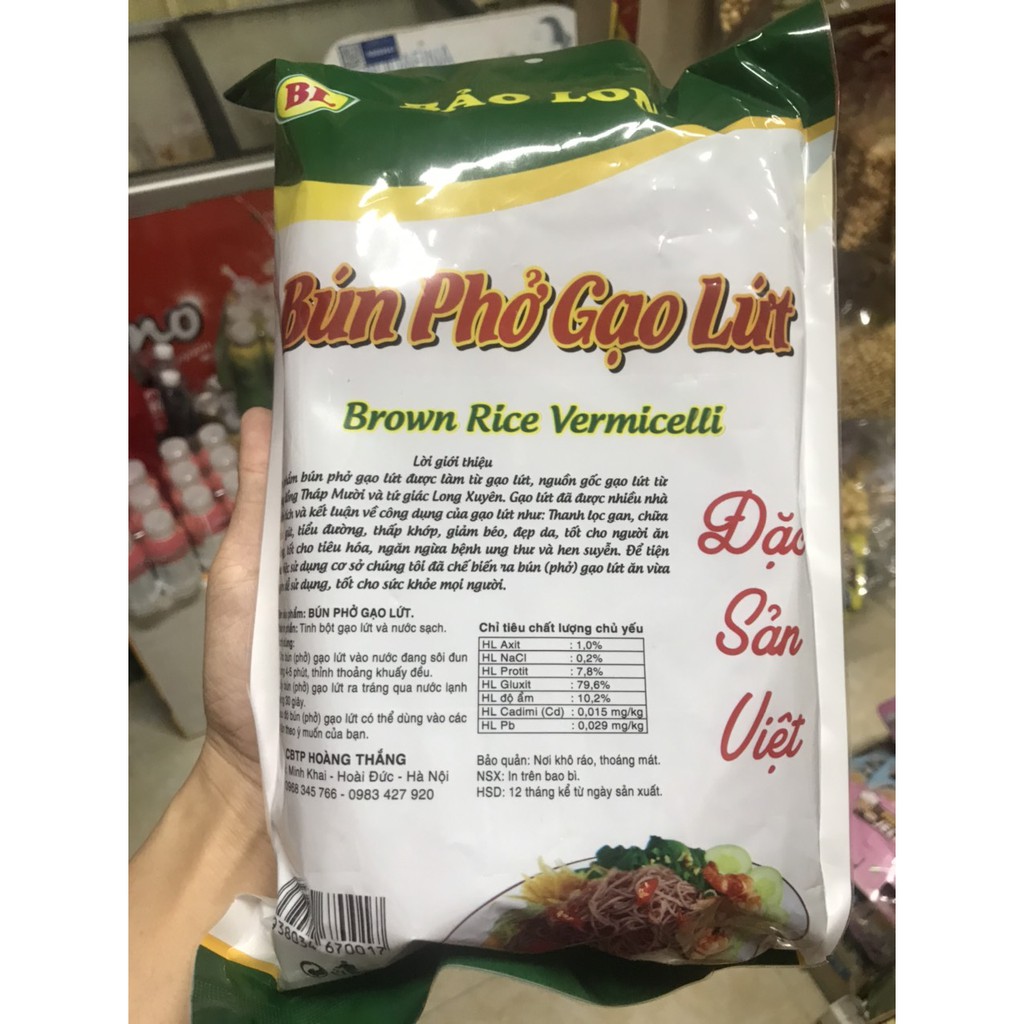 BL
BẢO LON
Bún Phở Gạo Lứt
Brown Rice Vermicelli
Lời giới thiệu
bún phở gạo lứt được làm từ gạo lứt, nguồn gốc gạo lứt từ
Tháp Mười và tứ giác Long Xuyên. Gạo lứt đã được nhiều nhà
và kết luận về công dụng của gạo lứt như: Thanh lọc gan, chữa
tiểu đường, thấp khớp, giảm béo, đẹp da, tốt cho người ăn
tốt cho tiêu hóa, ngăn ngừa bệnh ung thư và hen suyễn. Để tiện
sử dụng cơ sở chúng tôi đã chế biến ra bún (phở) gạo lứt ăn vừa
dễ sử dụng, tốt cho sức khỏe mọi người.
Đặc
Sản
Việt
phẩm: BÚN PHỞ GẠO LỨT.
Tinh bột gạo lứt và nước sạch.
bún (phở) gạo lứt vào nước đang sôi đun
4-5 phút, thỉnh thoảng khuấy đều.
bún (phở) gạo lứt ra tráng qua nước lạnh
30 giây.
bún (phở) gạo lứt có thể dùng vào các
theo ý muốn của bạn.
CBTP HOÀNG THẮNG
Minh Khai - Hoài Đức - Hà Nội
0968 345 766 - 0983 427 920
Chỉ tiêu chất lượng chủ yếu
HL Axit : 1,0%
HL NaCl : 0,2%
HL Protit : 7,8%
HL Gluxit : 79,6%
HL độ ẩm : 10,2%
HL Cadimi (Cd) : 0,015 mg/kg
HL Pb : 0,029 mg/kg
Bảo quản: Nơi khô ráo, thoáng mát.
NSX: In trên bao bì.
HSD: 12 tháng kể từ ngày sản xuất.
938034 670017